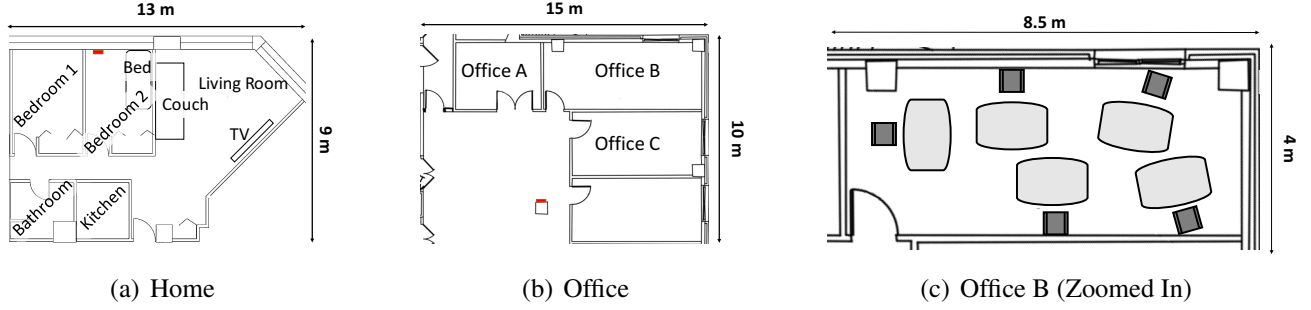 13 m
Bedroom 1
Bed
Bedroom 2
Couch
Living Room
TV
Bathroom
Kitchen
9 m
(a) Home
15 m
Office A
Office B
Office C
10 m
(b) Office
8.5 m
4 m
(c) Office B (Zoomed In)